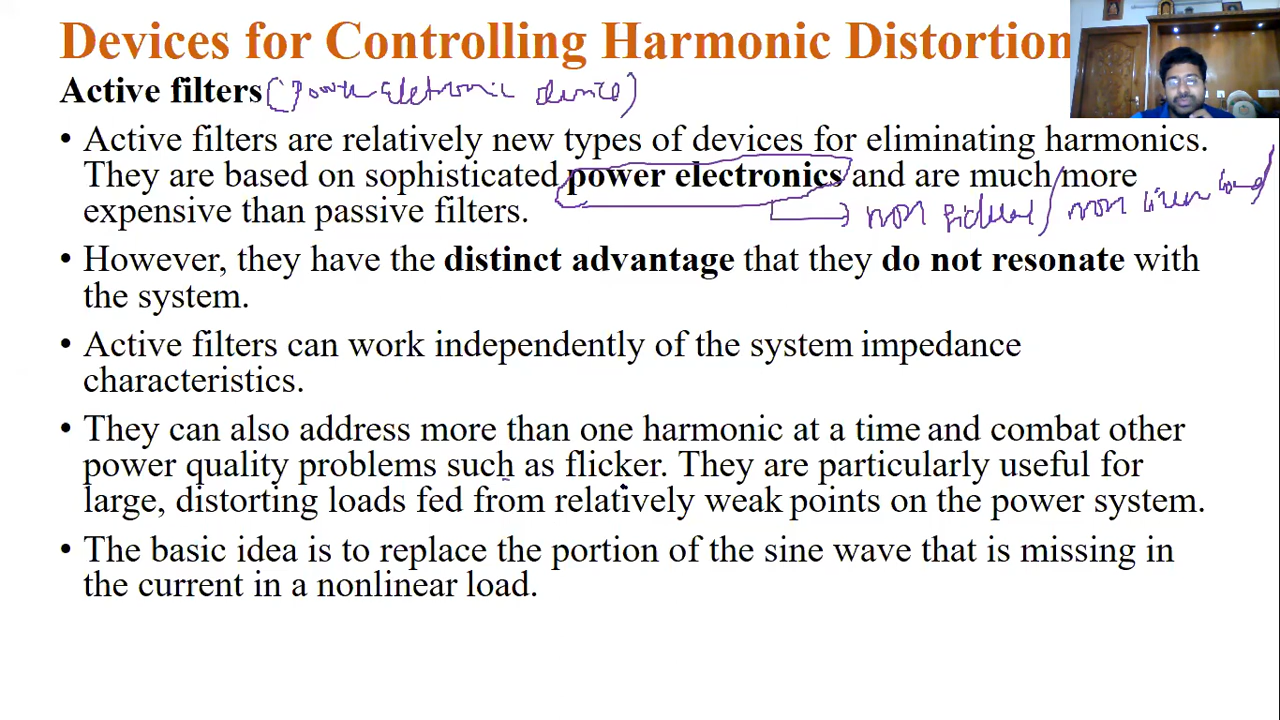 Devices for Controlling Harmonic Distortion
Active filters (Power Eletronic device)
• Active filters are relatively new types of devices for eliminating harmonics.
They are based on sophisticated power electronics and are much more
expensive than passive filters.
non / non linear load
• However, they have the distinct advantage that they do not resonate with
the system.
• Active filters can work independently of the system impedance
characteristics.
• They can also address more than one harmonic at a time and combat other
power quality problems such as flicker. They are particularly useful for
large, distorting loads fed from relatively weak points on the power system.
• The basic idea is to replace the portion of the sine wave that is missing in
the current in a nonlinear load.